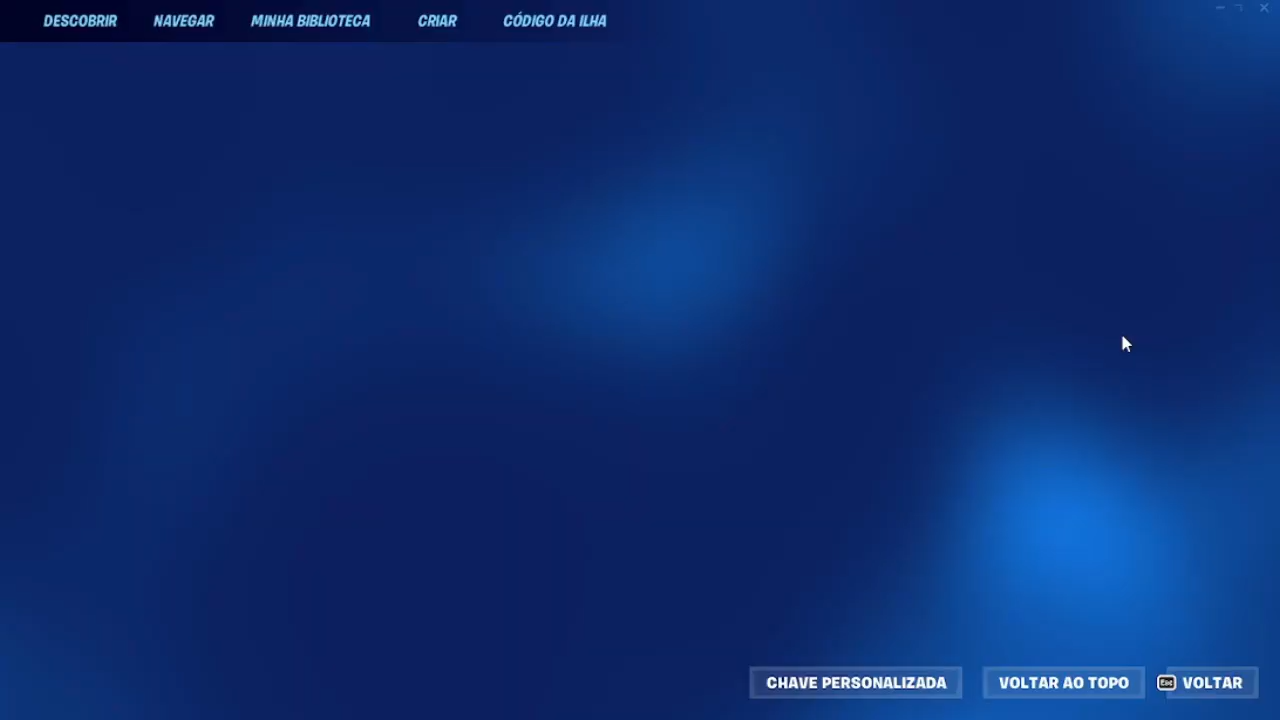 DESCOBRIR NAVEGAR MINHA BIBLIOTECA CRIAR CÓDIGO DA ILHA
CHAVE PERSONALIZADA VOLTAR AO TOPO Esc VOLTAR